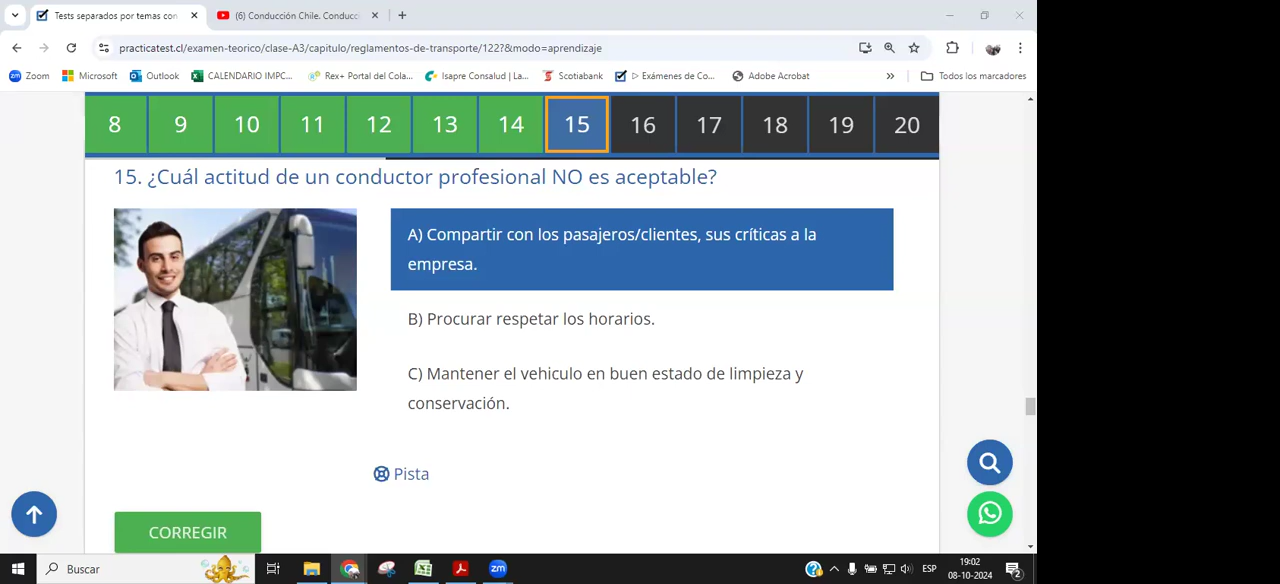 Tests separados por temas con
(6) Conducción Chile. Conducc
practicatest.cl/examen-teorico/clase-A3/capitulo/reglamentos-de-transporte/1227&modo=aprendizaje
Zoom
Microsoft
Outlook
CALENDARIO IMPC...
Rex+ Portal del Cola...
Isapre Consalud | La...
Scotiabank
▷ Exámenes de Co...
Adobe Acrobat
»
Todos los marcadores
8 9 10 11 12 13 14 15 16 17 18 19 20
15. ¿Cuál actitud de un conductor profesional NO es aceptable?
A) Compartir con los pasajeros/clientes, sus críticas a la
empresa.
B) Procurar respetar los horarios.
C) Mantener el vehiculo en buen estado de limpieza y
conservación.
Pista
CORREGIR
Buscar
zm
ESP
19:02
08-10-2024
2